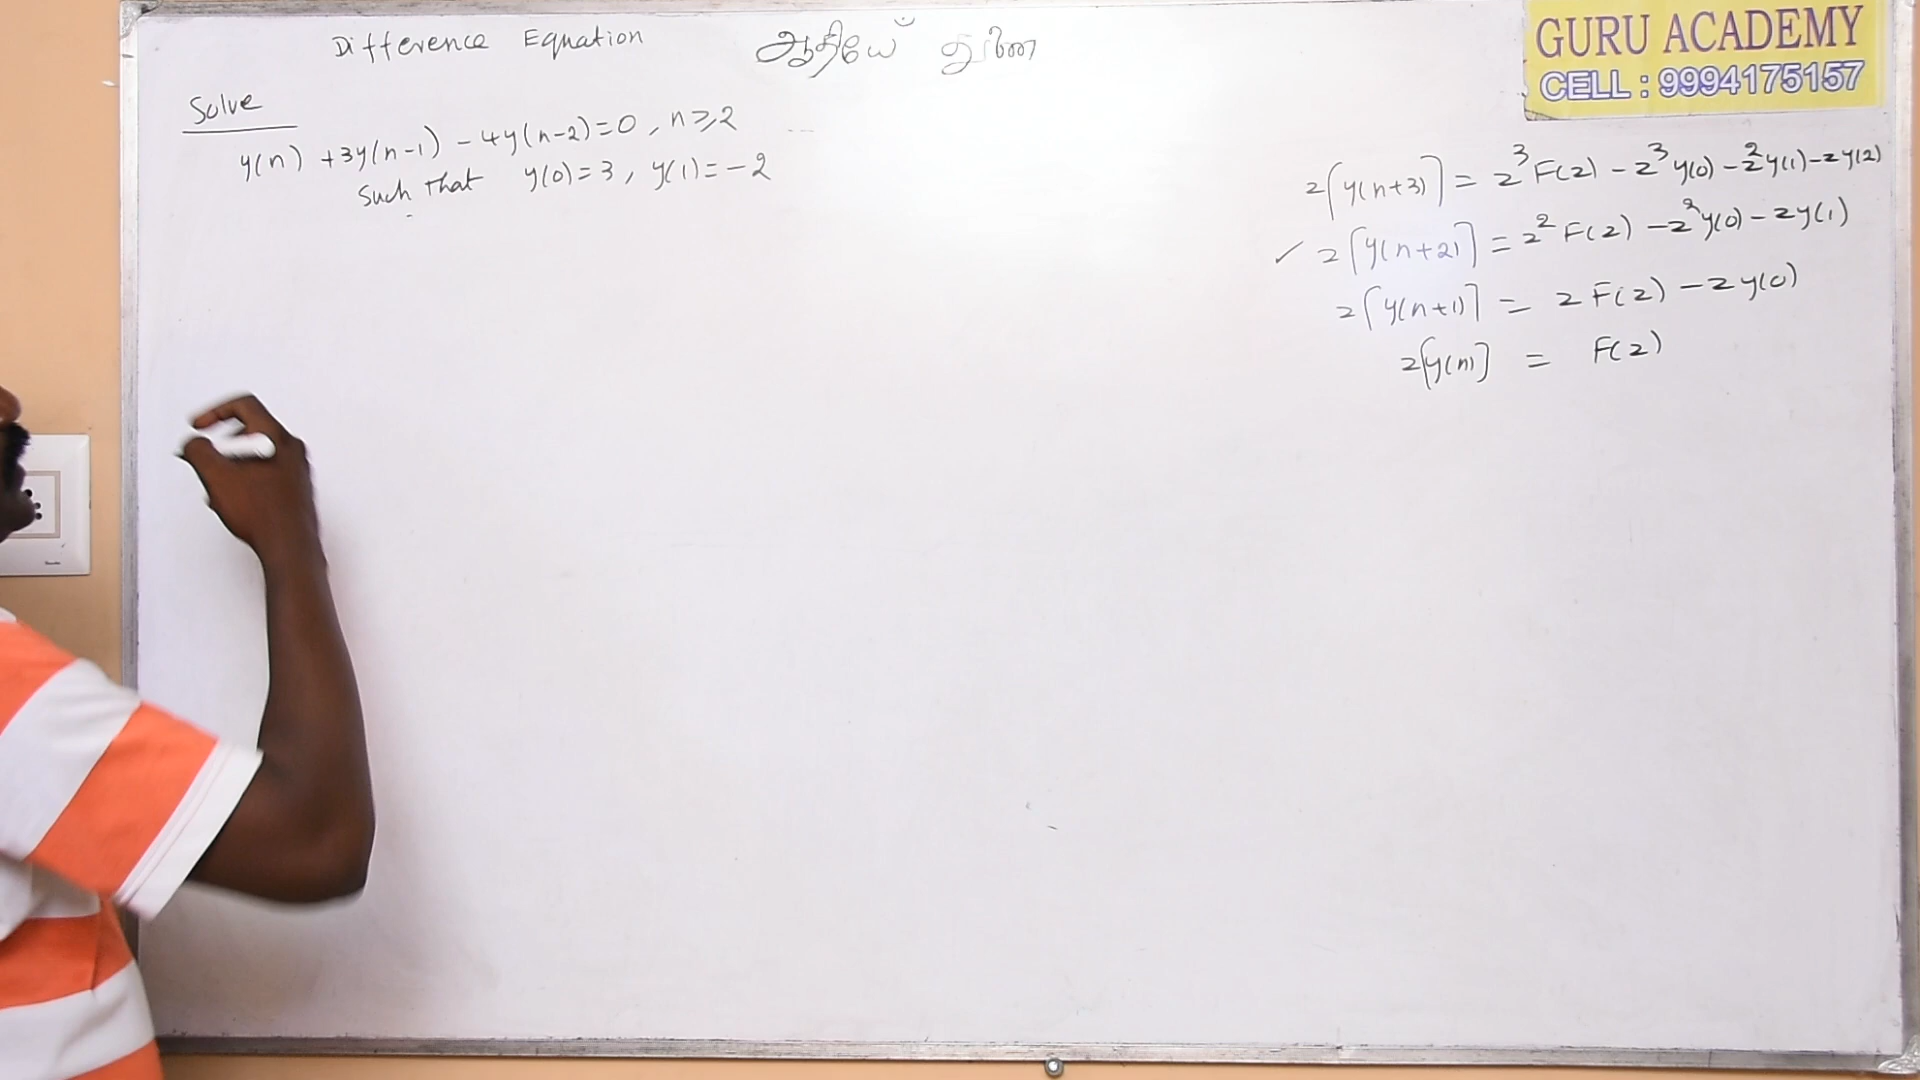 Difference Equation
ஆதியே துணை
GURU ACADEMY
CELL : 9994175157
Solve
y(n) +3y(n-1) - 4y(n-2)=0, n≥2
such that y(0)=3, y(1)=-2
z[y(n+3)] = z³F(z) - z³y(0) - z²y(1) - zy(2)
✓ z[y(n+2)] = z²F(z) - z²y(0) - zy(1)
z[y(n+1)] = zF(z) - zy(0)
z[y(n)] = F(z)